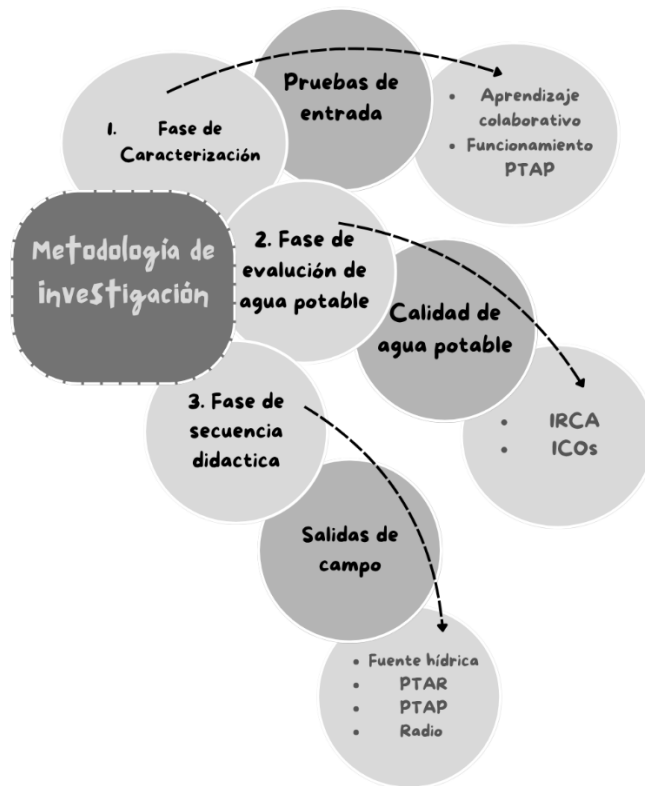 Metodología de
investigación
1. Fase de
Caracterización
Pruebas de
entrada
• Aprendizaje
colaborativo
• Funcionamiento
PTAP
2. Fase de
evalución de
agua potable
Calidad de
agua potable
• IRCA
• ICOs
3. Fase de
secuencia
didactica
Salidas de
campo
• Fuente hídrica
• PTAR
• PTAP
• Radio